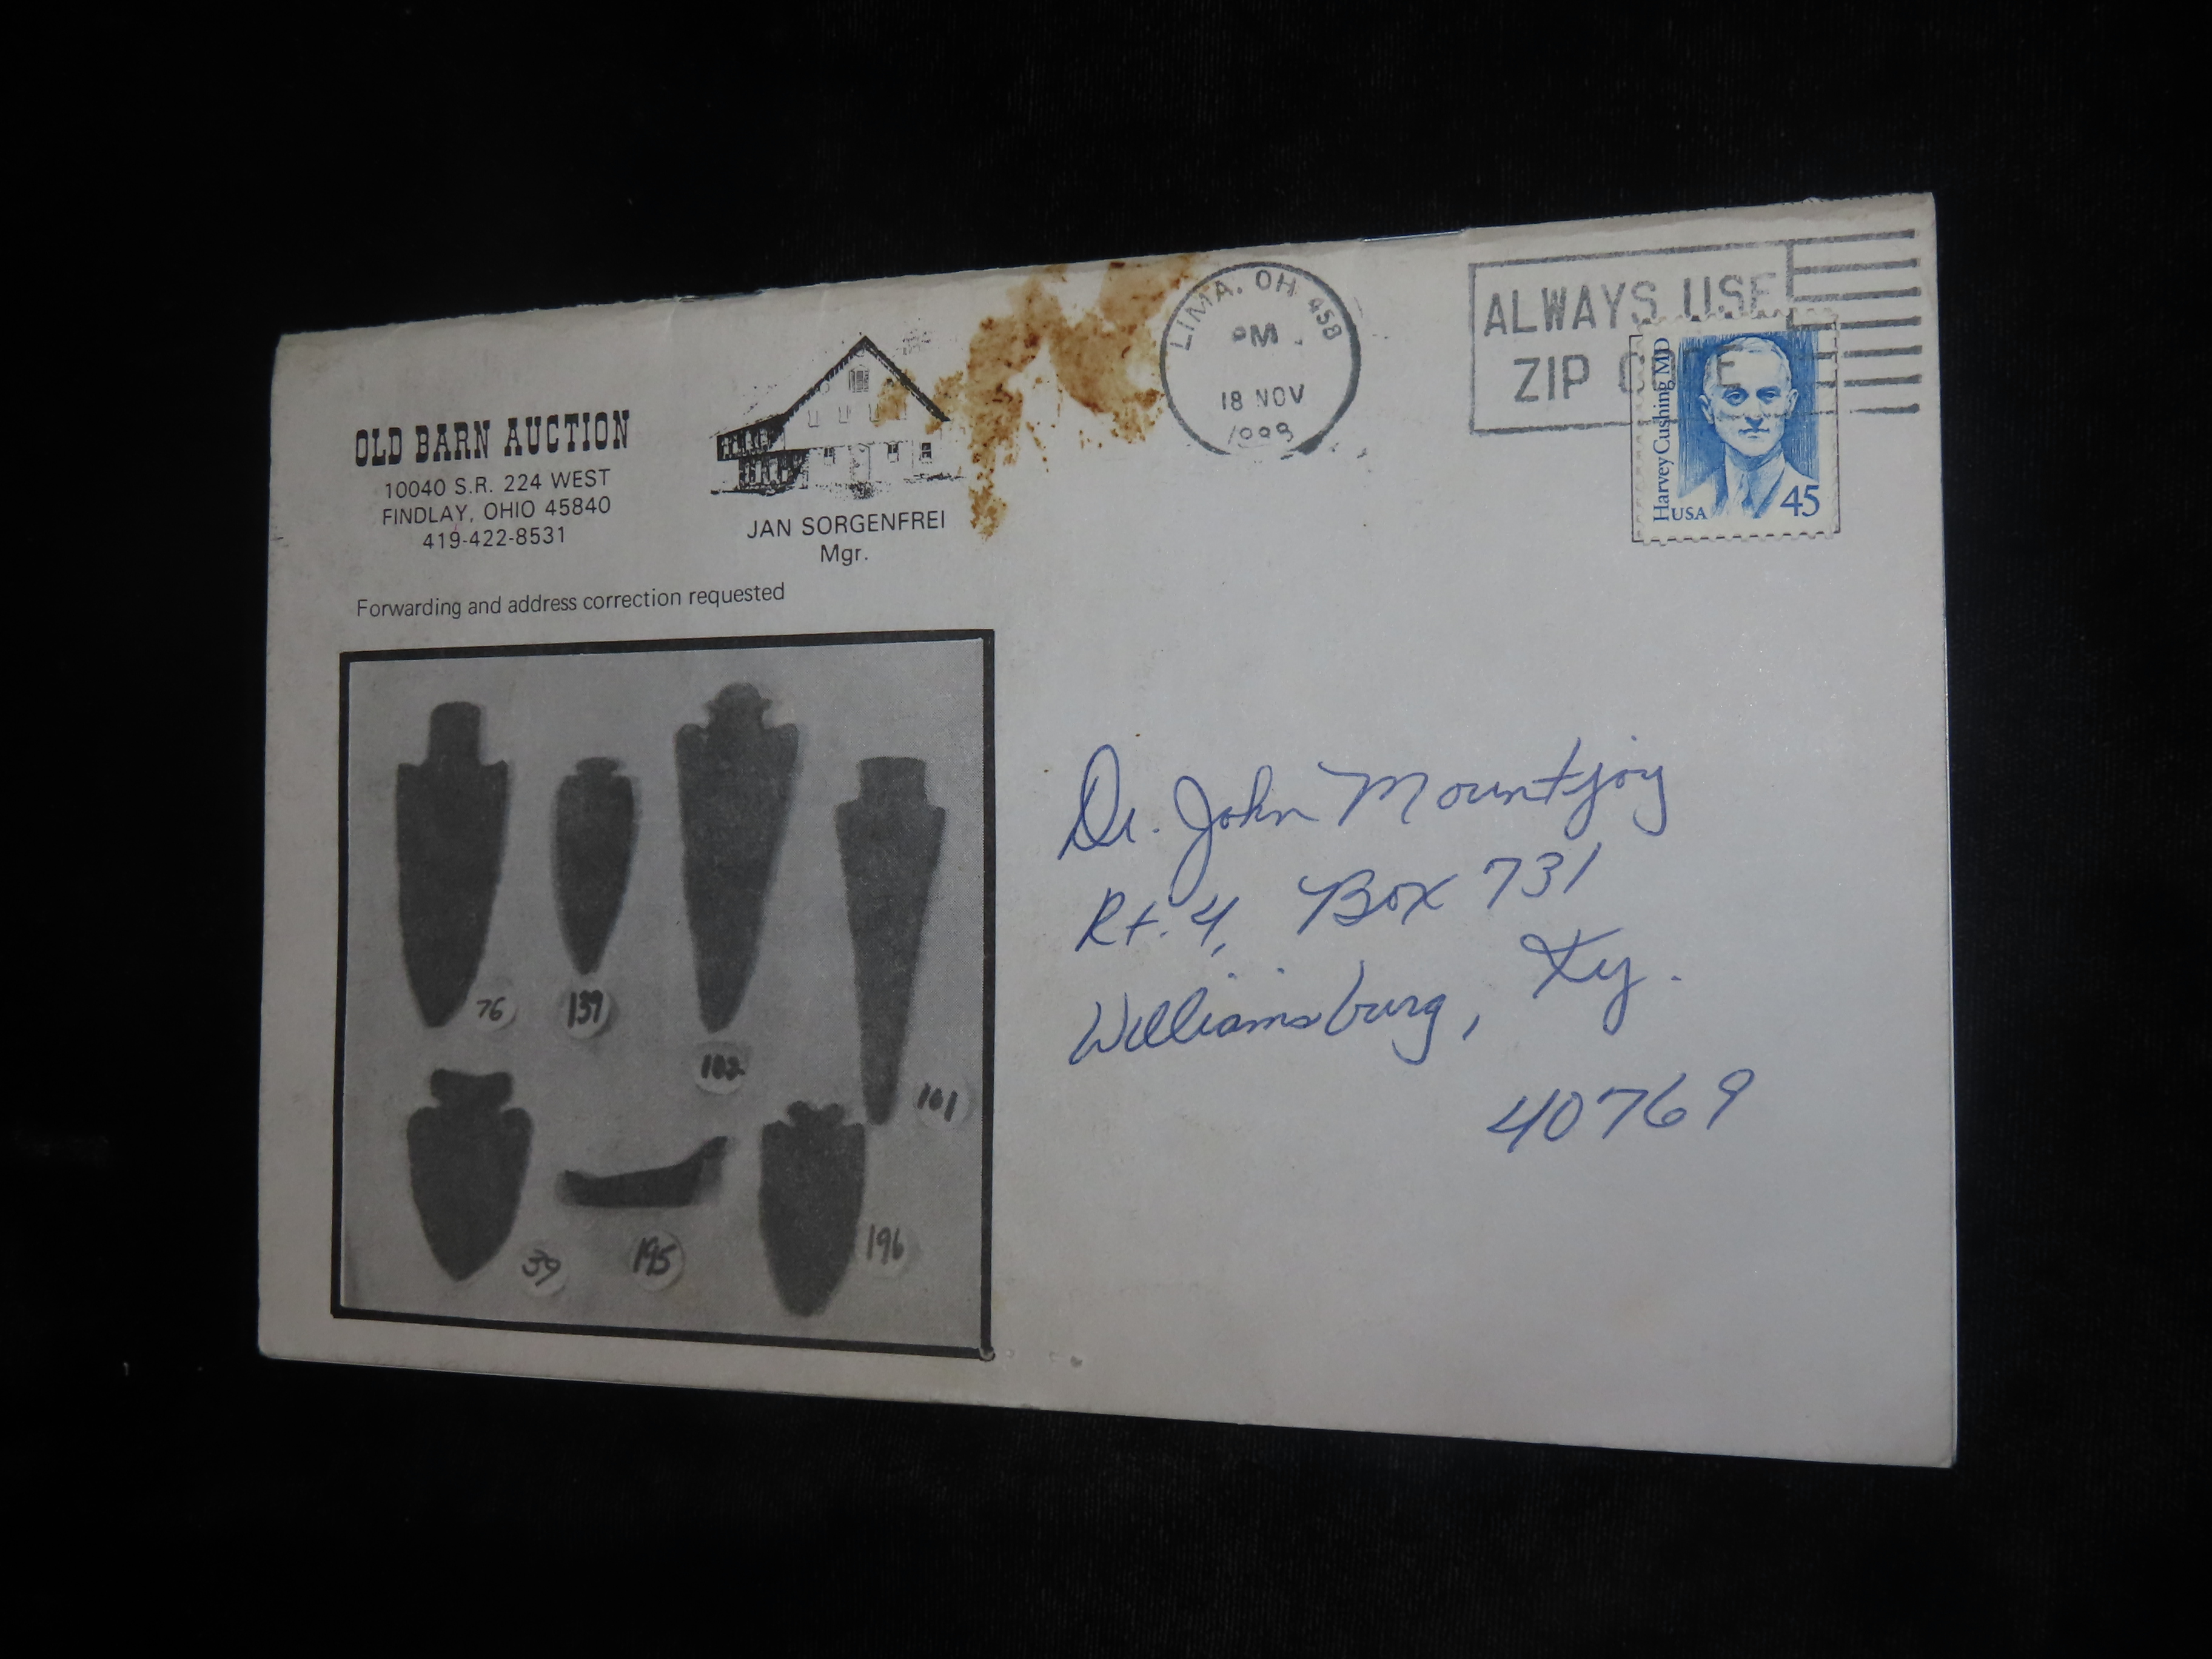 OLD BARN AUCTION
10040 S.R. 224 WEST
FINDLAY, OHIO 45840
419-422-8531
JAN SORGENFREI
Mgr.
Forwarding and address correction requested
LIMA. OH 458
PM
18 NOV
ALWAYS USE
ZIP CODE
Harvey Cushing MD
USA 45
Dr. John Mountjoy
Rt. 4, Box 731
Williamsburg, Ky.
40769
76
139
102
101
39
195
196